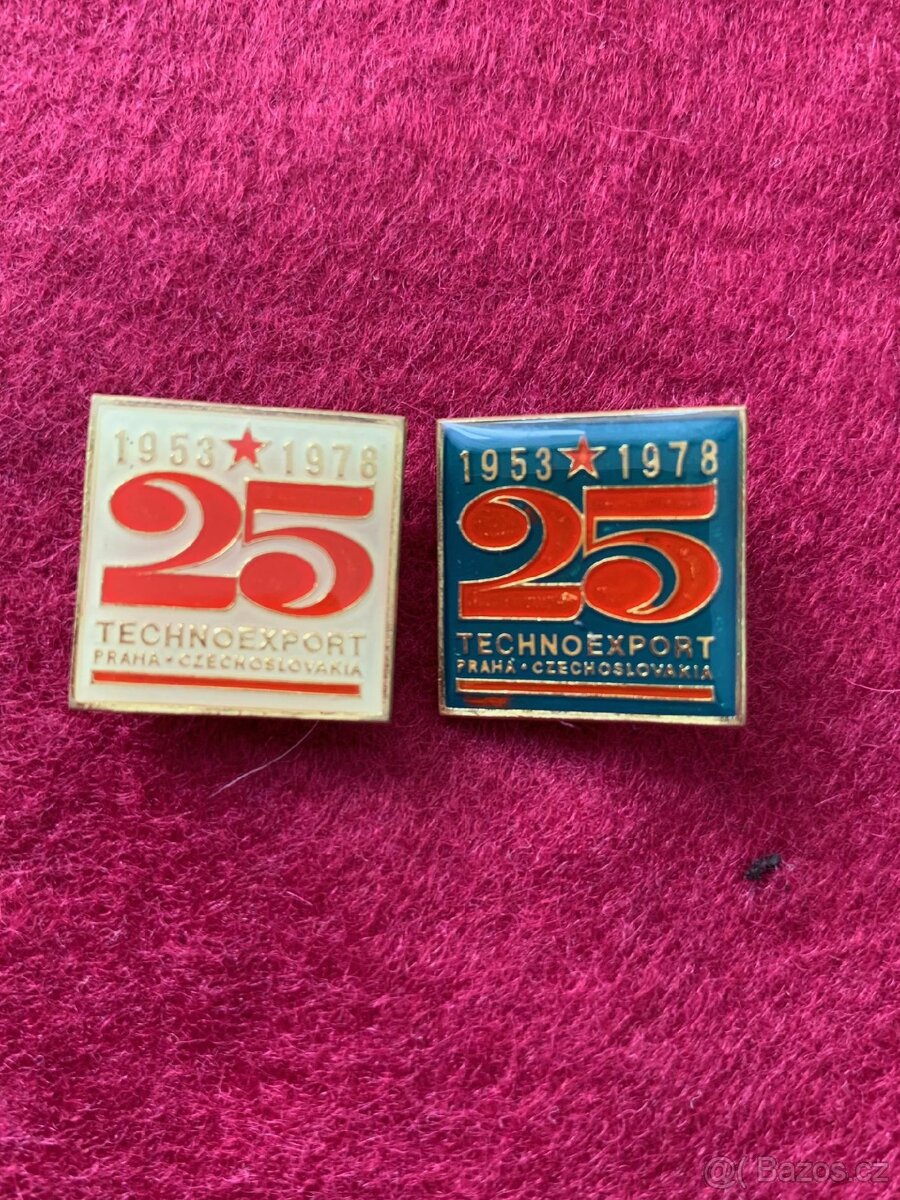 1953 ★ 1978
25
TECHNOEXPORT
PRAHA • CZECHOSLOVAKIA
1953 ★ 1978
25
TECHNOEXPORT
PRAHA • CZECHOSLOVAKIA
@( Bazos.cz